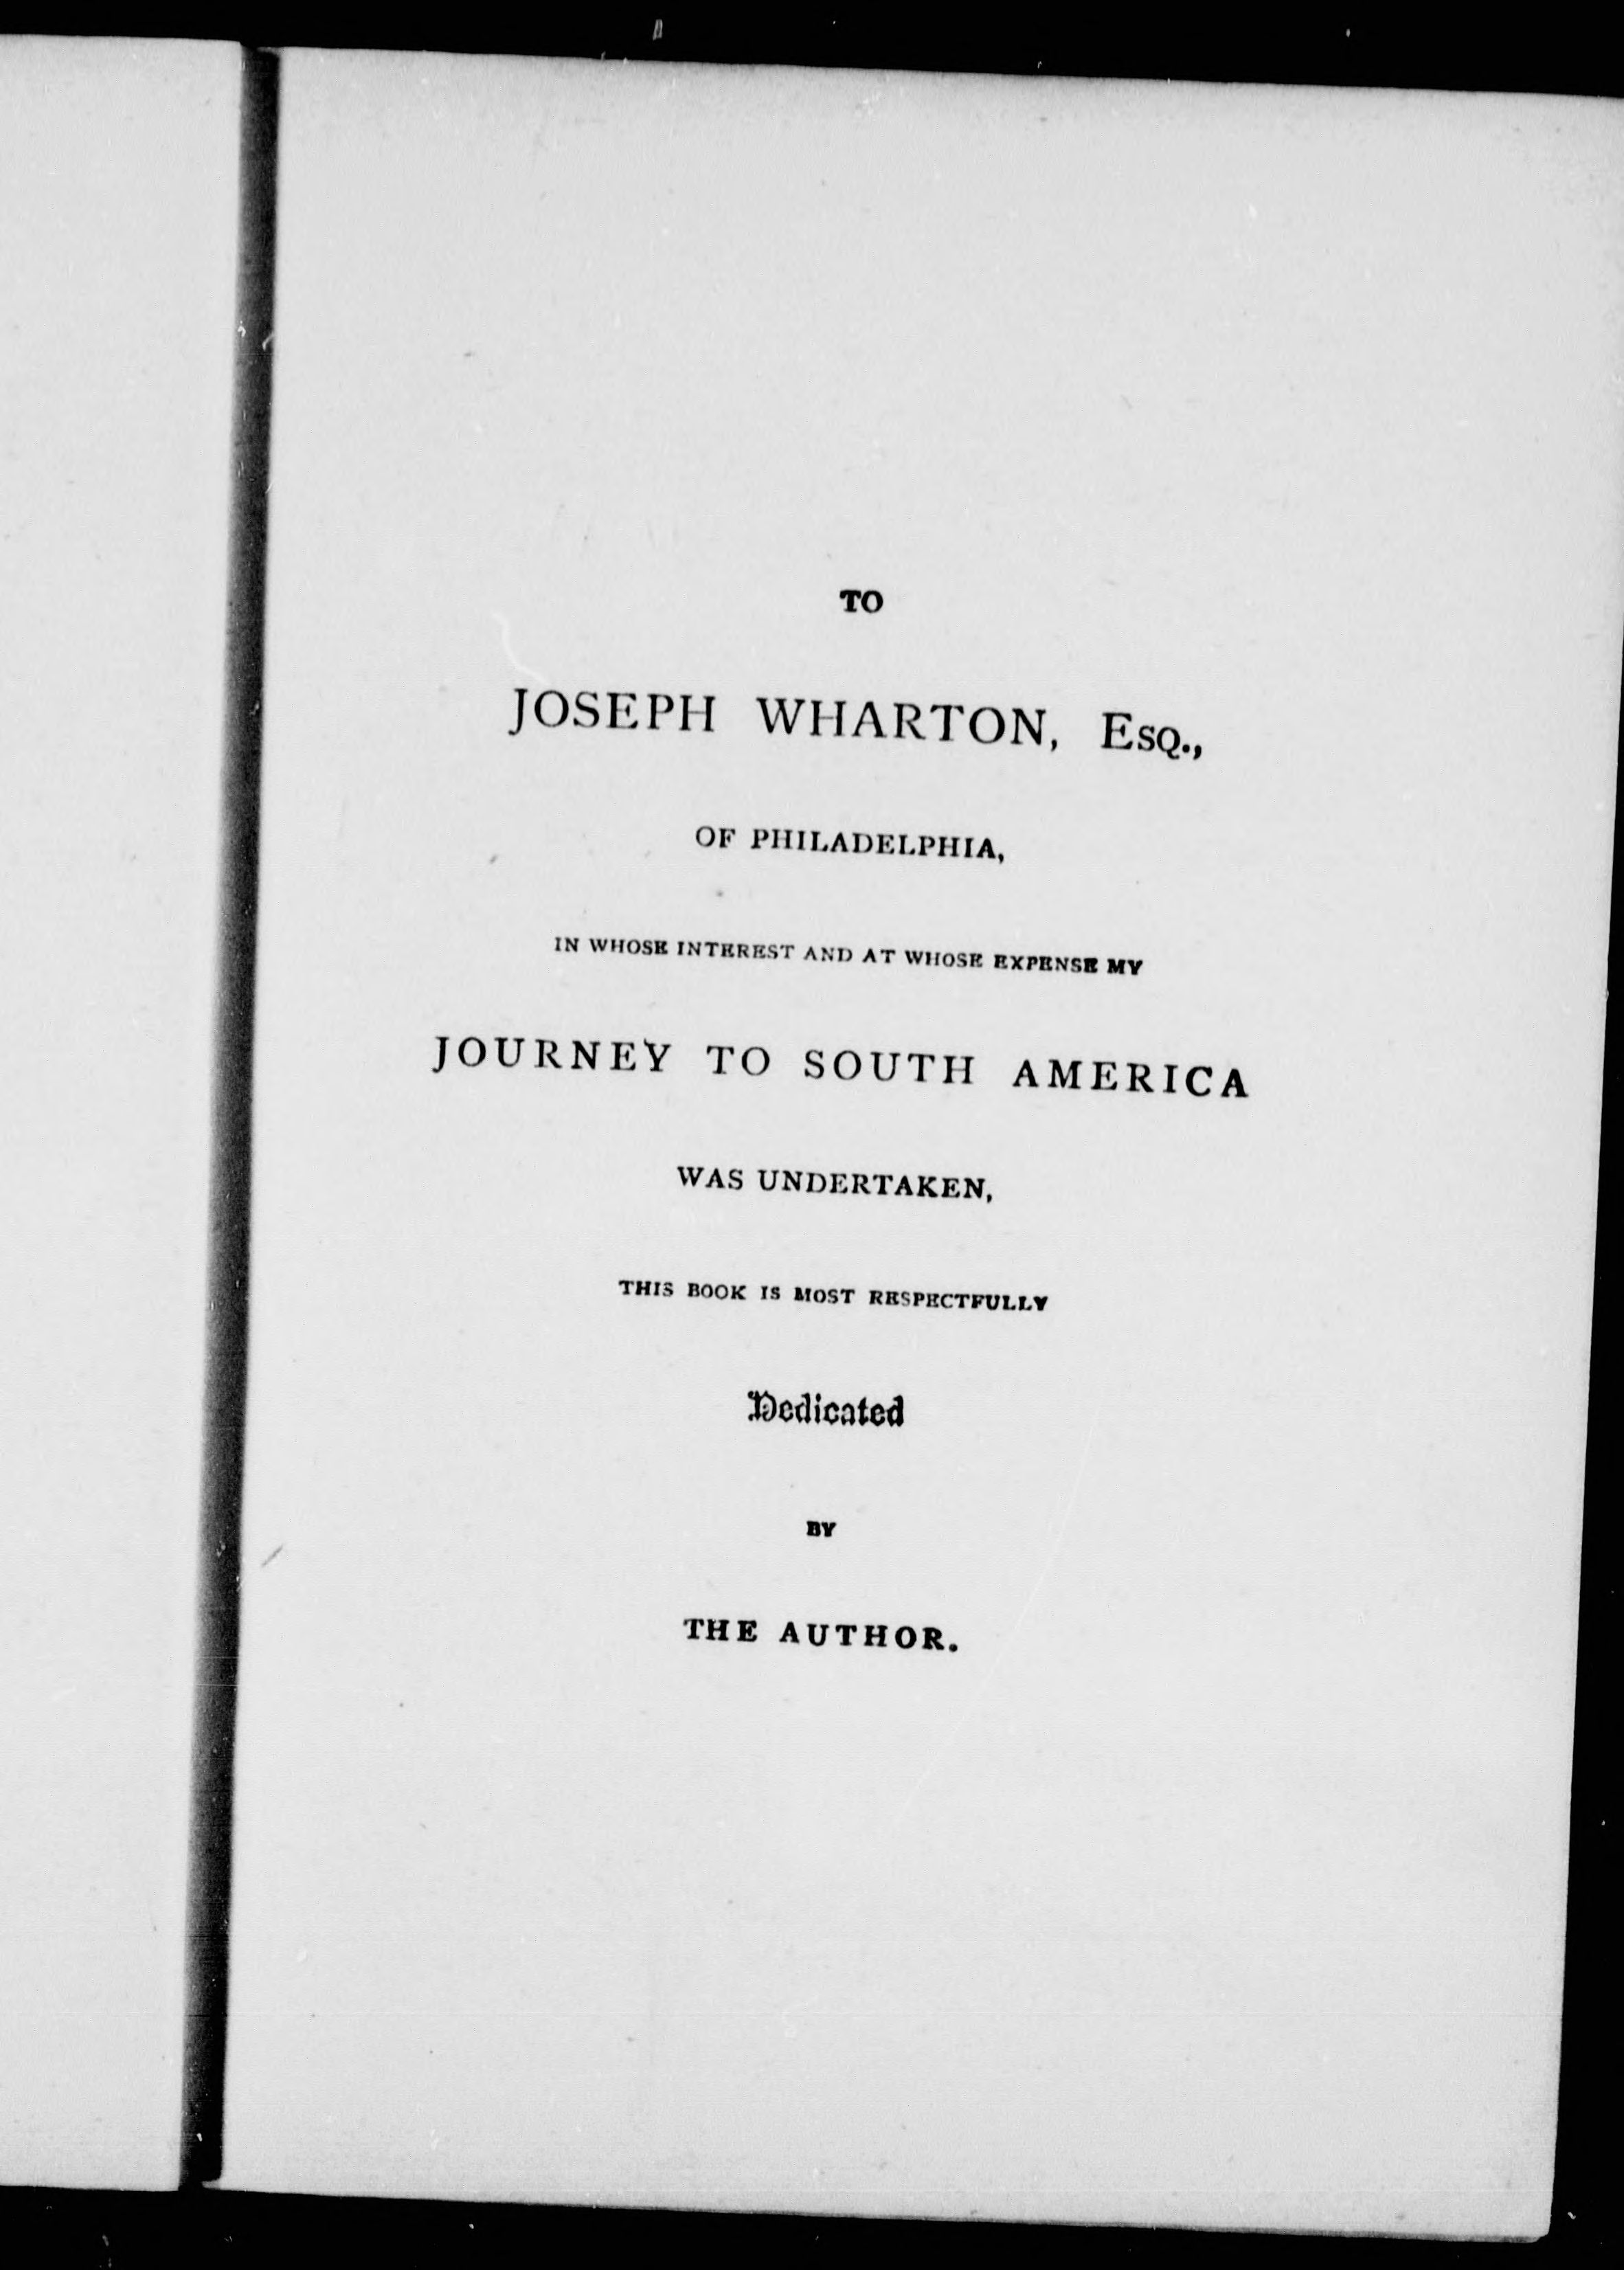 TO
JOSEPH WHARTON, ESQ.,
OF PHILADELPHIA,
IN WHOSE INTEREST AND AT WHOSE EXPENSE MY
JOURNEY TO SOUTH AMERICA
WAS UNDERTAKEN,
THIS BOOK IS MOST RESPECTFULLY
Dedicated
BY
THE AUTHOR.